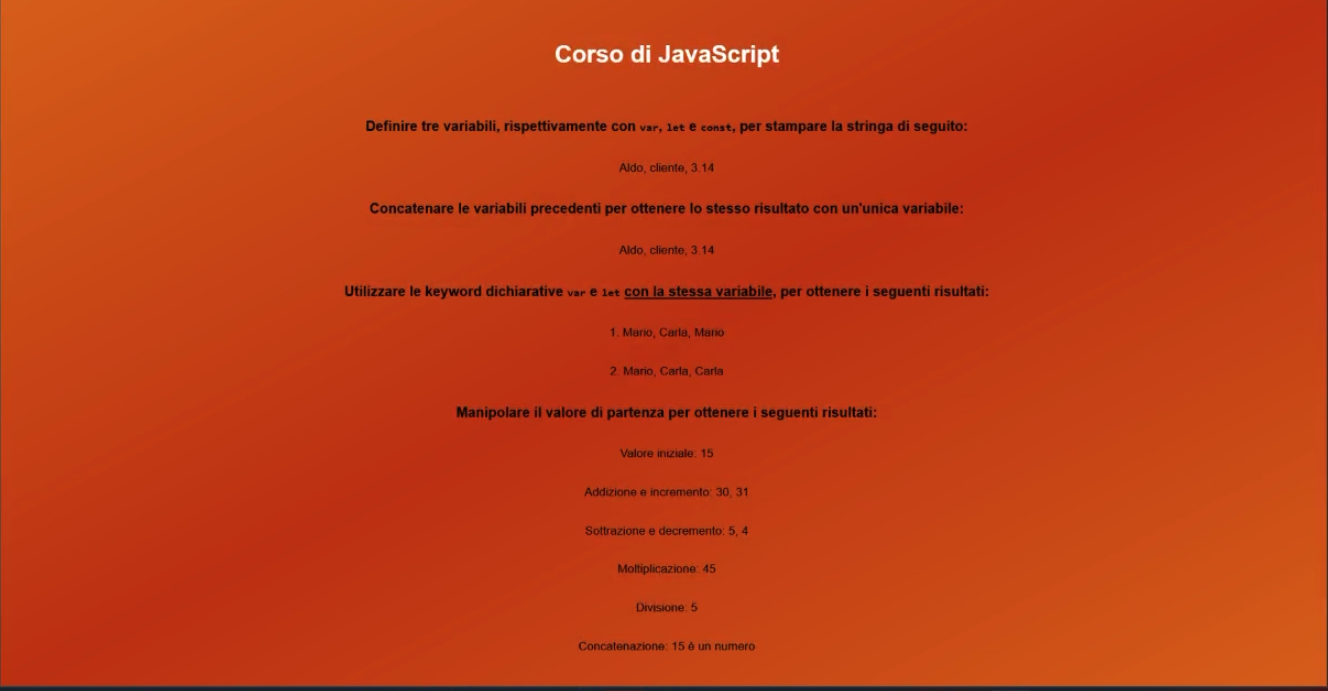 Corso di JavaScript
Definire tre variabili, rispettivamente con var, let e const, per stampare la stringa di seguito:
Aldo, cliente, 3.14
Concatenare le variabili precedenti per ottenere lo stesso risultato con un'unica variabile:
Aldo, cliente, 3.14
Utilizzare le keyword dichiarative var e let con la stessa variabile, per ottenere i seguenti risultati:
1. Mario, Carla, Mario
2. Mario, Carla, Carla
Manipolare il valore di partenza per ottenere i seguenti risultati:
Valore iniziale: 15
Addizione e incremento: 30, 31
Sottrazione e decremento: 5, 4
Moltiplicazione: 45
Divisione: 5
Concatenazione: 15 è un numero